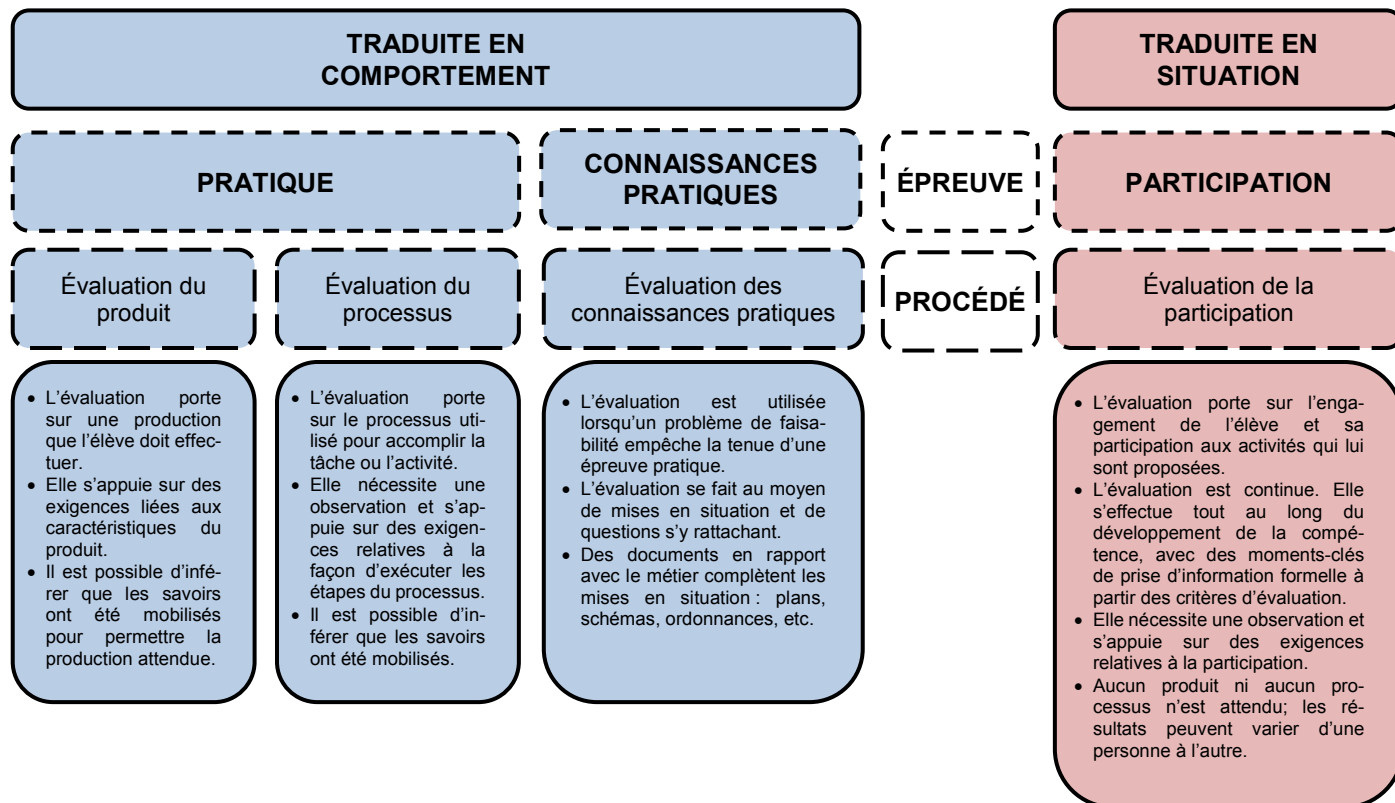 TRADUITE EN
COMPORTEMENT
TRADUITE EN
SITUATION
PRATIQUE
CONNAISSANCES
PRATIQUES
ÉPREUVE
PARTICIPATION
Évaluation du
produit
Évaluation du
processus
Évaluation des
connaissances pratiques
PROCÉDÉ
Évaluation de la
participation
• L’évaluation porte
sur une production
que l’élève doit effec-
tuer.
• Elle s’appuie sur des
exigences liées aux
caractéristiques du
produit.
• Il est possible d’infé-
rer que les savoirs
ont été mobilisés
pour permettre la
production attendue.
• L’évaluation porte
sur le processus uti-
lisé pour accomplir la
tâche ou l’activité.
• Elle nécessite une
observation et s’ap-
puie sur des exigen-
ces relatives à la
façon d’exécuter les
étapes du processus.
• Il est possible d’in-
férer que les savoirs
ont été mobilisés.
• L’évaluation est utilisée
lorsqu’un problème de faisa-
bilité empêche la tenue d’une
épreuve pratique.
• L’évaluation se fait au moyen
de mises en situation et de
questions s’y rattachant.
• Des documents en rapport
avec le métier complètent les
mises en situation : plans,
schémas, ordonnances, etc.
• L’évaluation porte sur l’enga-
gement de l’élève et sa
participation aux activités qui lui
sont proposées.
• L’évaluation est continue. Elle
s’effectue tout au long du
développement de la compé-
tence, avec des moments-clés
de prise d’information formelle à
partir des critères d’évaluation.
• Elle nécessite une observation et
s’appuie sur des exigences
relatives à la participation.
• Aucun produit ni aucun pro-
cessus n’est attendu; les ré-
sultats peuvent varier d’une
personne à l’autre.